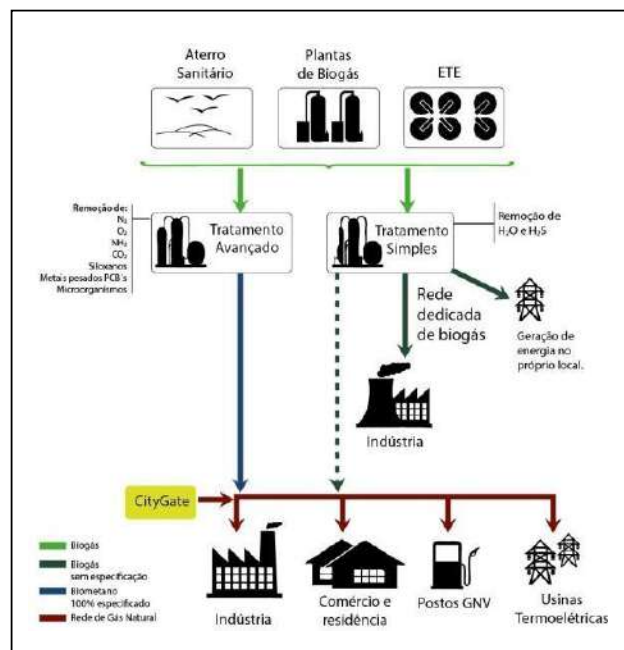 Aterro
Sanitário
Plantas
de Biogás
ETE
Remoção de:
N₂
O₂
NH₃
CO₂
Siloxanos
Metais pesados PCB's
Microorganismos
Tratamento
Avançado
Tratamento
Simples
Remoção de
H₂O e H₂S
Rede
dedicada
de biogás
Geração de
energia no
próprio local.
Indústria
CityGate
Biogás
Biogás
sem especificação
Biometano
100% especificado
Rede de Gás Natural
Indústria
Comércio e
residência
Postos GNV
Usinas
Termoelétricas